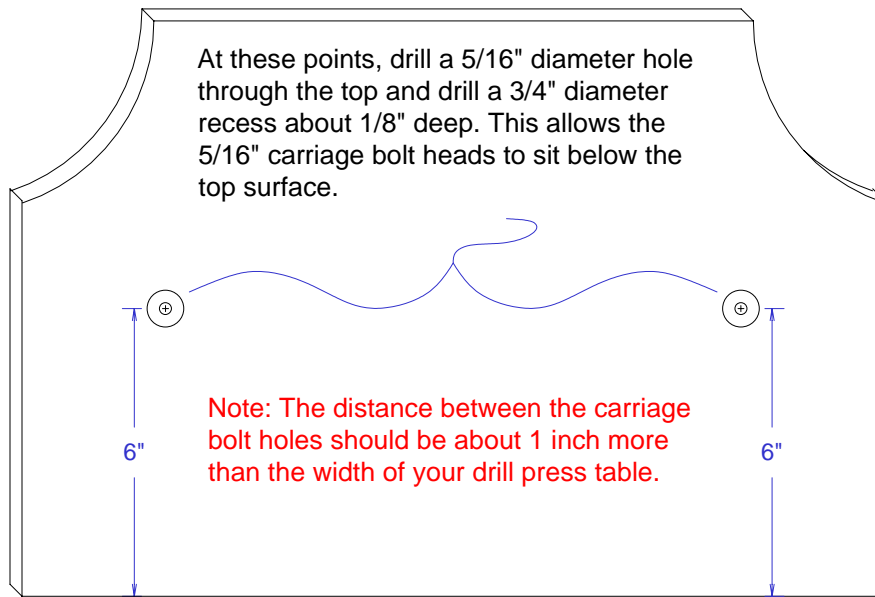 At these points, drill a 5/16" diameter hole
through the top and drill a 3/4" diameter
recess about 1/8" deep. This allows the
5/16" carriage bolt heads to sit below the
top surface.
Note: The distance between the carriage
bolt holes should be about 1 inch more
than the width of your drill press table.
6"
6"